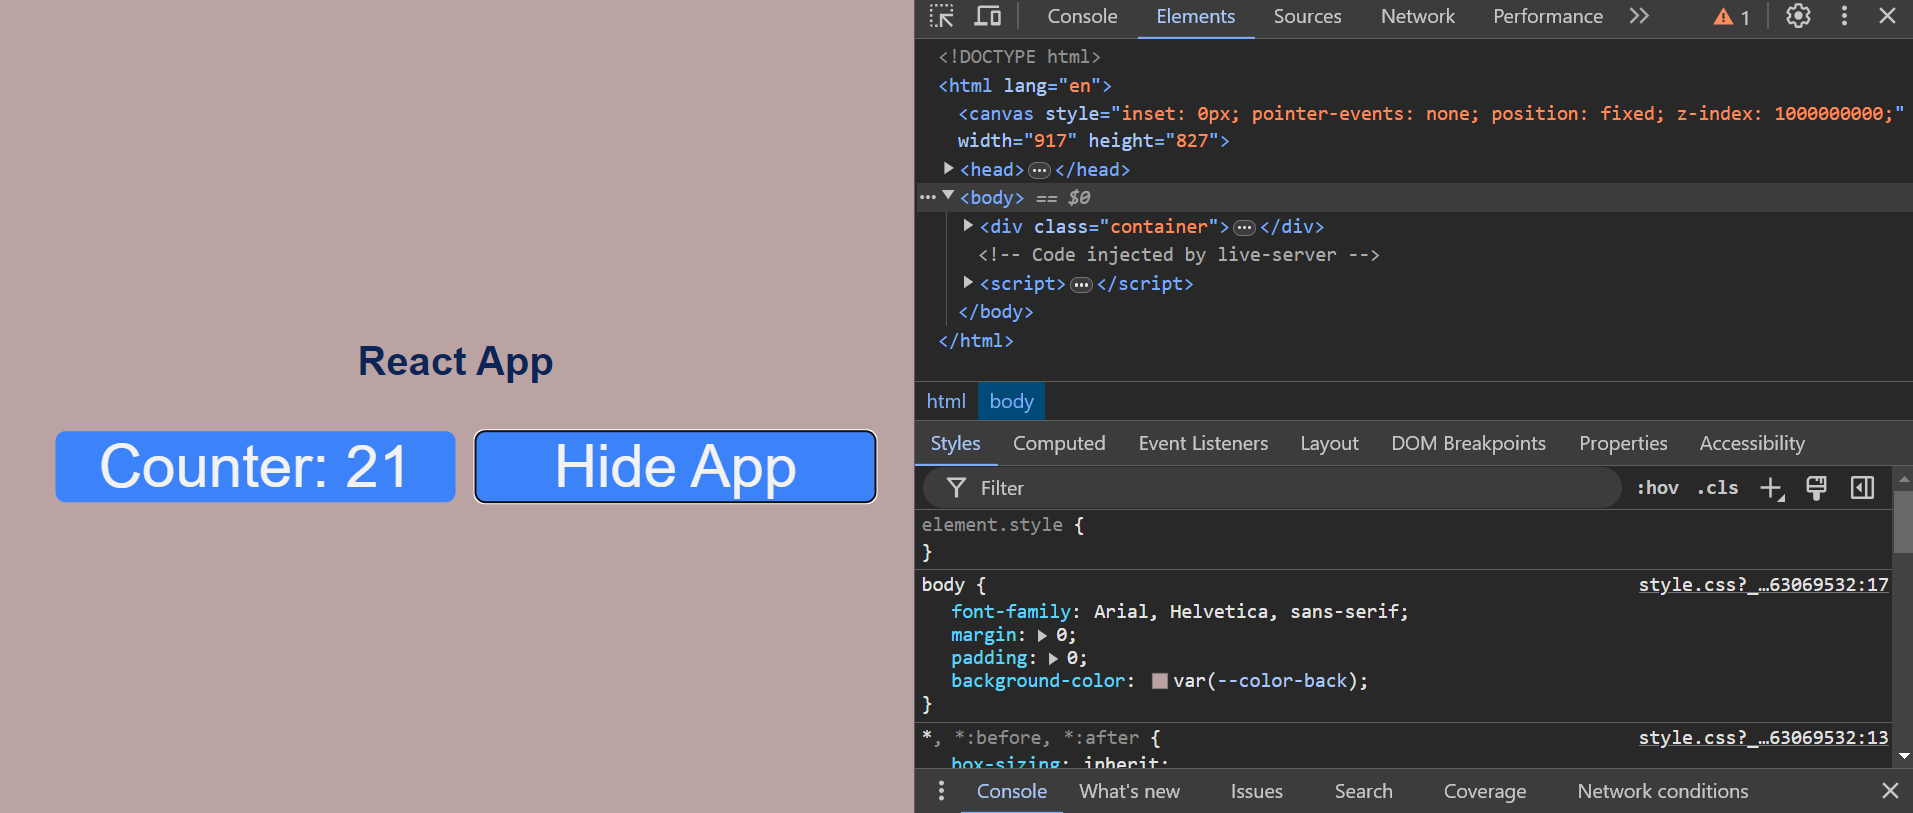 React App
Counter: 21
Hide App
Console Elements Sources Network Performance 1
<!DOCTYPE html>
<html lang="en">
<canvas style="inset: 0px; pointer-events: none; position: fixed; z-index: 1000000000;"
width="917" height="827">
<head>…</head>
<body> == $0
<div class="container">…</div>
<!-- Code injected by live-server -->
<script>…</script>
</body>
</html>
html body
Styles Computed Event Listeners Layout DOM Breakpoints Properties Accessibility
Filter :hov .cls
element.style {
}
body { style.css?_…63069532:17
font-family: Arial, Helvetica, sans-serif;
margin: 0;
padding: 0;
background-color: var(--color-back);
}
*, *:before, *:after { style.css?_…63069532:13
box-sizing: inherit;
Console What's new Issues Search Coverage Network conditions